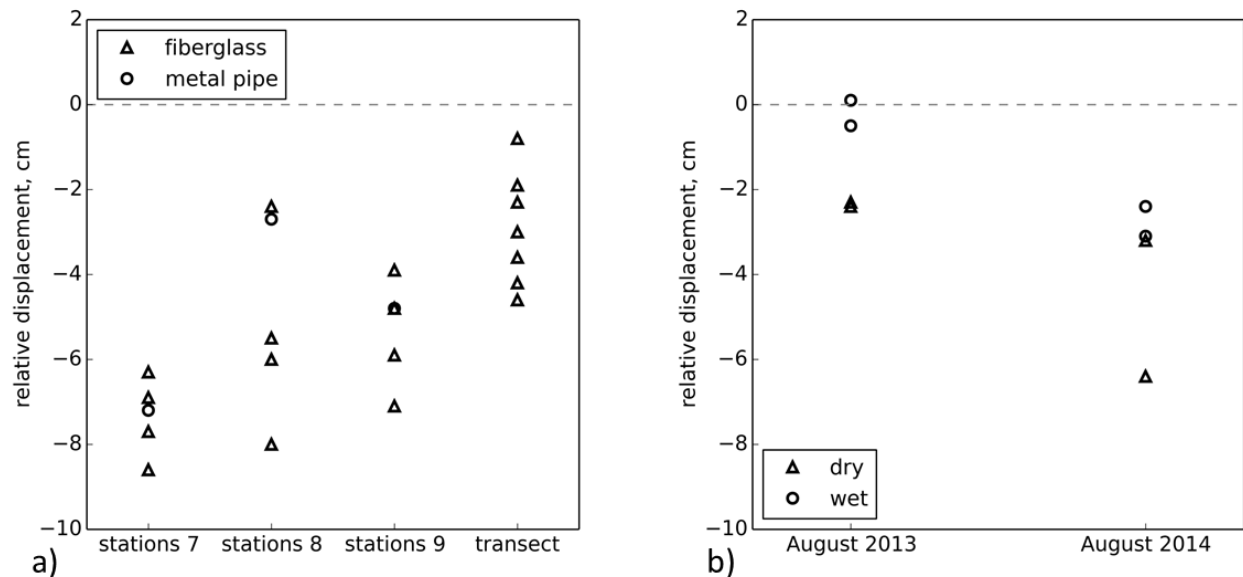 2
0
−2
−4
−6
−8
−10
relative displacement, cm
fiberglass
metal pipe
stations 7 stations 8 stations 9 transect
a)
2
0
−2
−4
−6
−8
−10
relative displacement, cm
dry
wet
August 2013 August 2014
b)